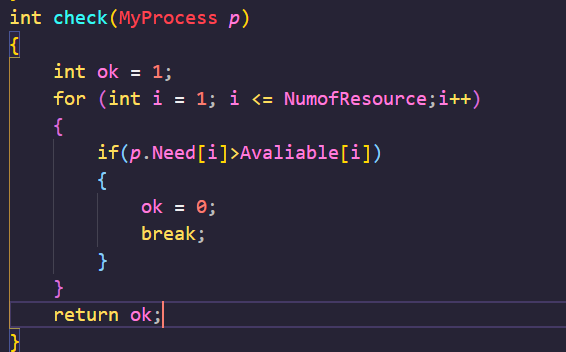 int check(MyProcess p)
{
    int ok = 1;
    for (int i = 1; i <= NumofResource;i++)
    {
        if(p.Need[i]>Avaliable[i])
        {
            ok = 0;
            break;
        }
    }
    return ok;
}